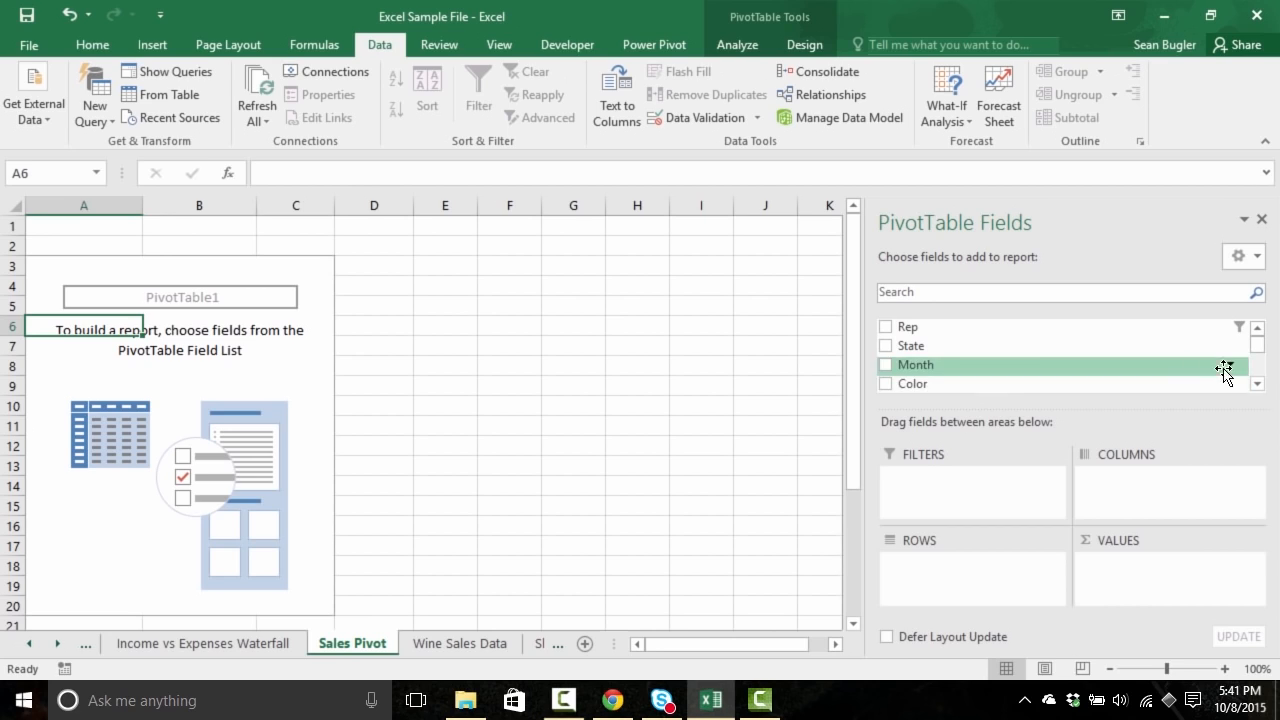 Excel Sample File - Excel
PivotTable Tools
File Home Insert Page Layout Formulas Data Review View Developer Power Pivot Analyze Design Tell me what you want to do... Sean Bugler Share
Get External Data
New Query
Show Queries
From Table
Recent Sources
Get & Transform
Refresh All
Connections
Properties
Edit Links
Connections
Sort
Filter
Clear
Reapply
Advanced
Sort & Filter
Text to Columns
Flash Fill
Remove Duplicates
Data Validation
Consolidate
Relationships
Manage Data Model
Data Tools
What-If Analysis
Forecast Sheet
Forecast
Group
Ungroup
Subtotal
Outline
A6
fx
A B C D E F G H I J K
1
2
3
4
5
6
7
8
9
10
11
12
13
14
15
16
17
18
19
20
21
PivotTable1
To build a report, choose fields from the
PivotTable Field List
PivotTable Fields
Choose fields to add to report:
Search
Rep
State
Month
Color
Drag fields between areas below:
FILTERS
COLUMNS
ROWS
Σ VALUES
Defer Layout Update
UPDATE
... Income vs Expenses Waterfall Sales Pivot Wine Sales Data Sl ...
Ready
100%
Ask me anything
5:41 PM
10/8/2015